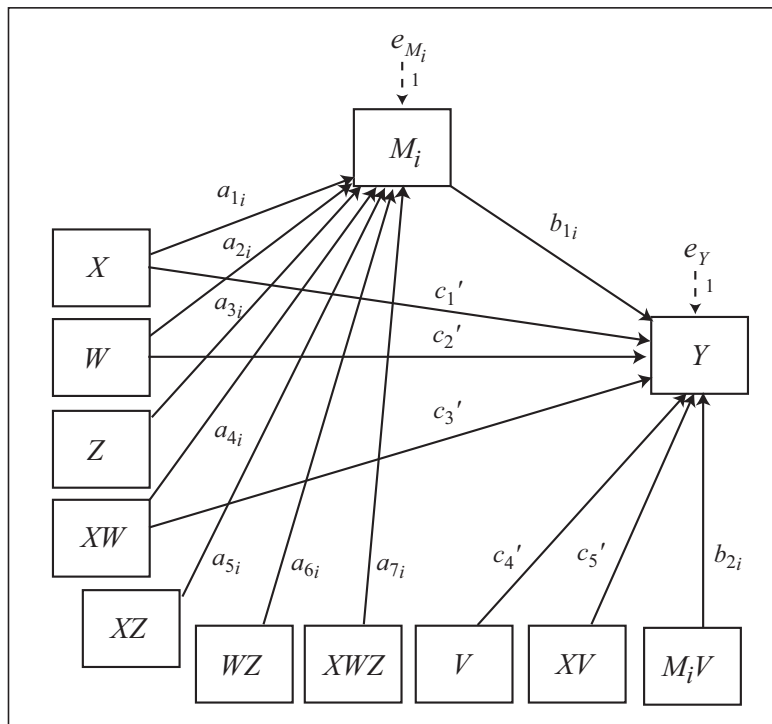 e_{M_i}
1
M_i
a_{1i}
b_{1i}
a_{2i}
X
e_Y
1
a_{3i}
c_1'
W
c_2'
Y
Z
a_{4i}
c_3'
XW
a_{5i}
a_{6i}
a_{7i}
c_4'
c_5'
b_{2i}
XZ
WZ
XWZ
V
XV
M_iV